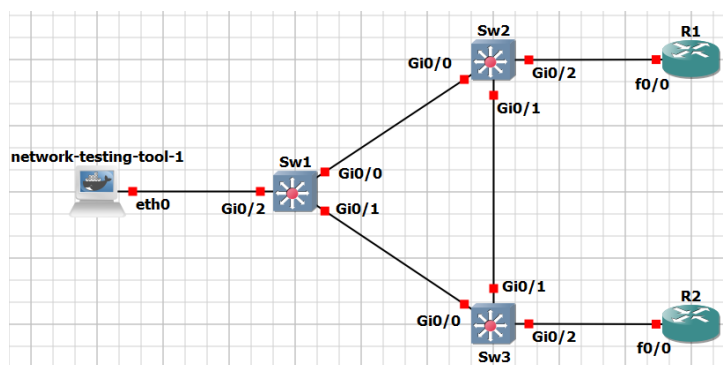 Sw2
R1
Gi0/0
Gi0/2
f0/0
Gi0/1
network-testing-tool-1
Sw1
Gi0/0
eth0
Gi0/2
Gi0/1
Gi0/1
R2
Gi0/0
Gi0/2
f0/0
Sw3